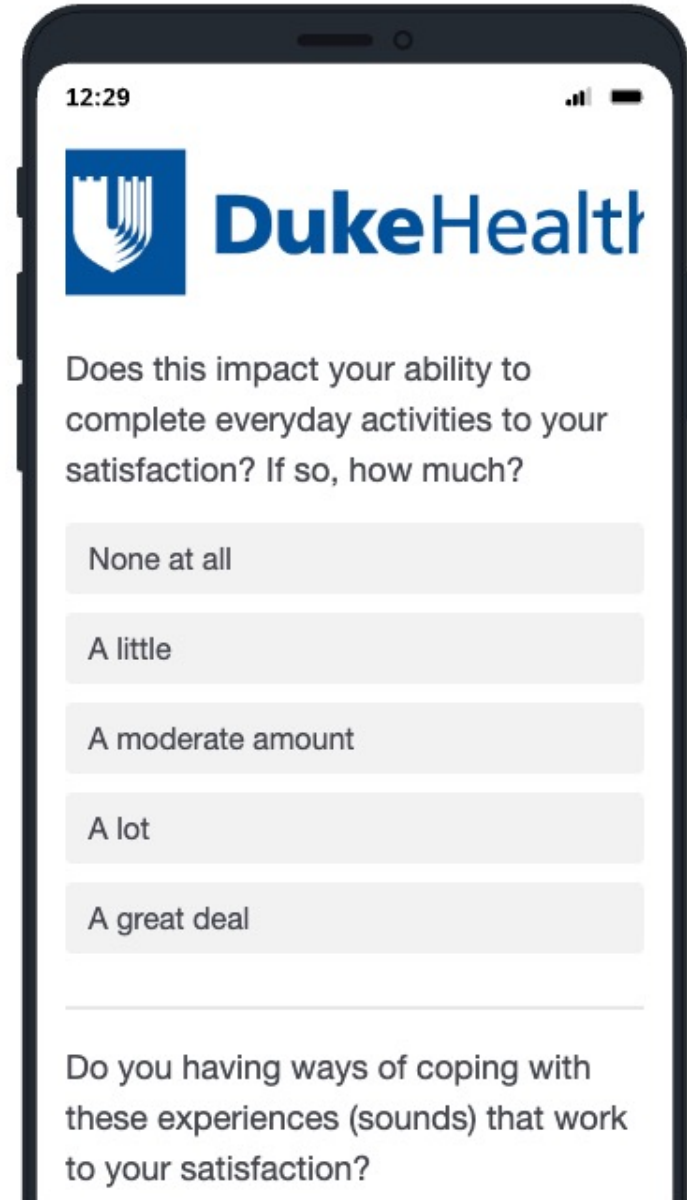 12:29
DukeHealth
Does this impact your ability to
complete everyday activities to your
satisfaction? If so, how much?
None at all
A little
A moderate amount
A lot
A great deal
Do you having ways of coping with
these experiences (sounds) that work
to your satisfaction?